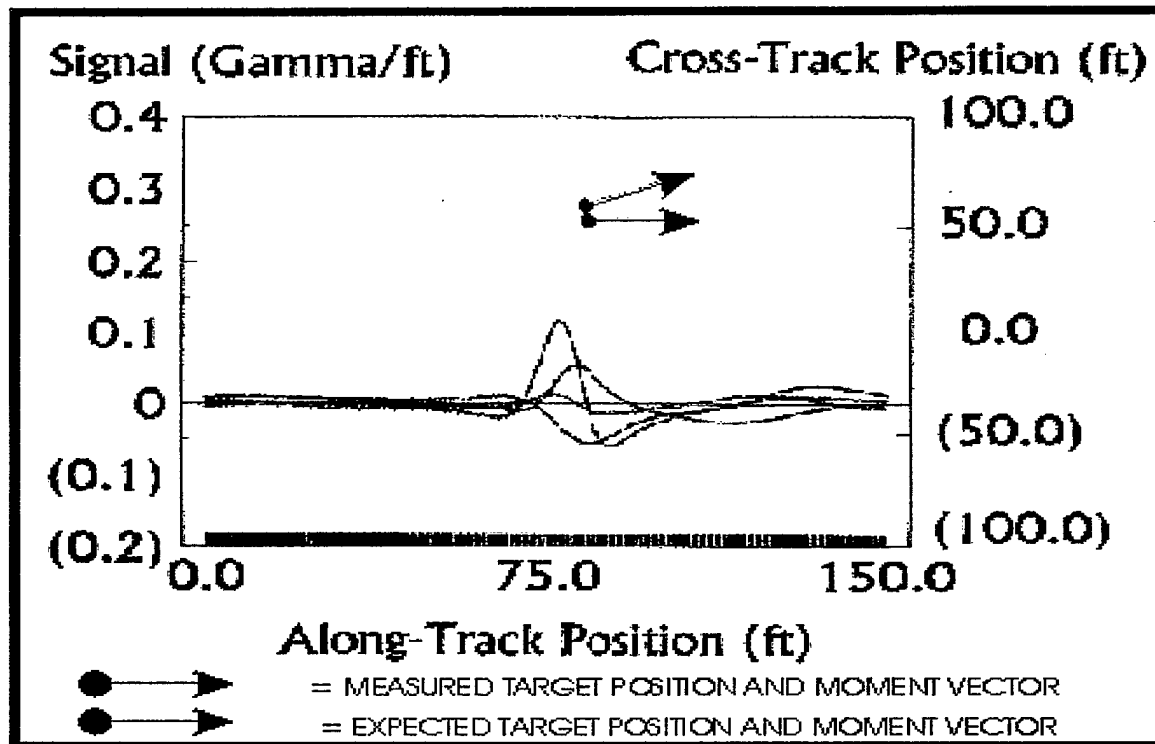 Signal (Gamma/ft) Cross-Track Position (ft)
0.4 100.0
0.3
50.0
0.2
0.1 0.0
0
(50.0)
(0.1)
(0.2) (100.0)
0.0 75.0 150.0
Along-Track Position (ft)
= MEASURED TARGET POSITION AND MOMENT VECTOR
= EXPECTED TARGET POSITION AND MOMENT VECTOR